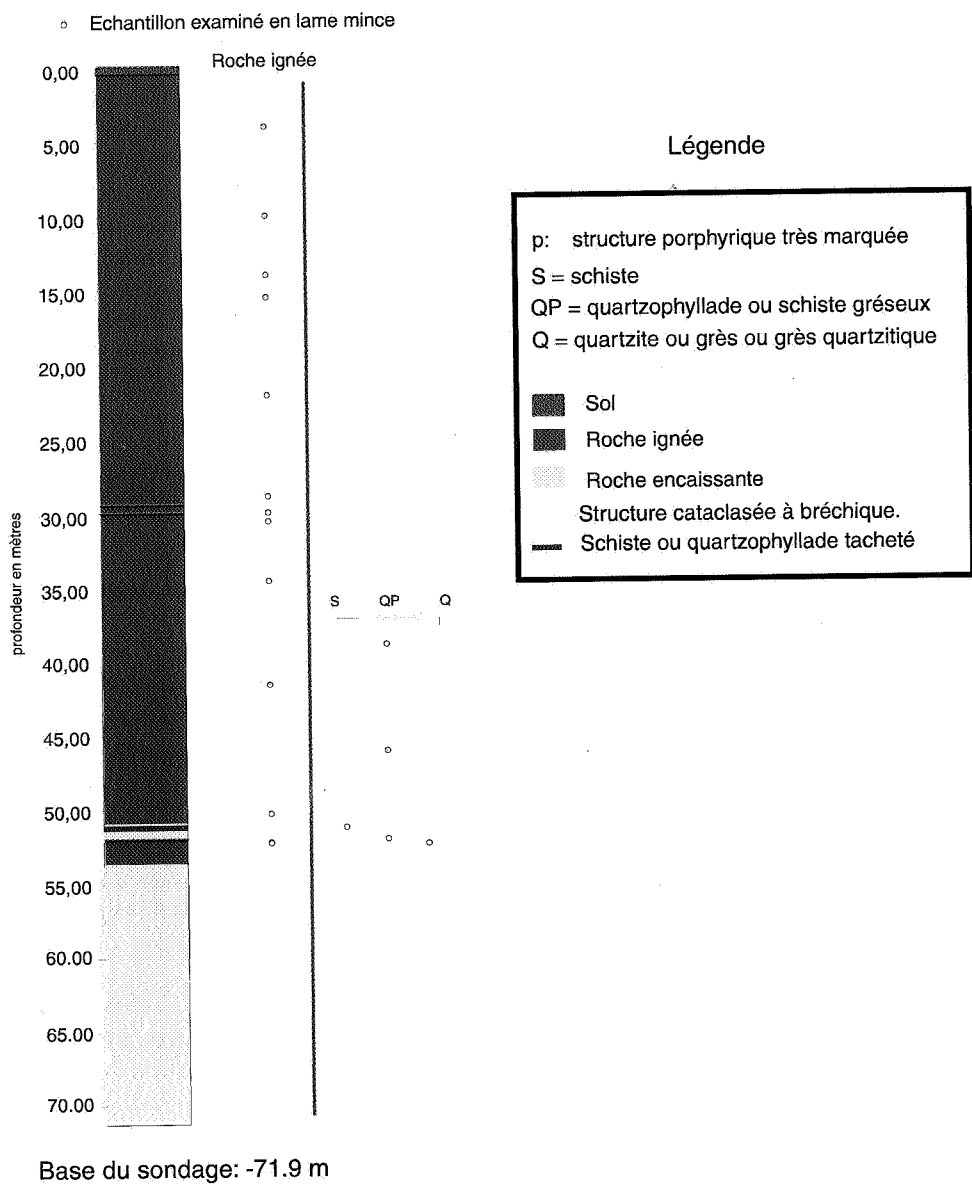 Echantillon examiné en lame mince
Roche ignée
0,00
5,00
10,00
15,00
20,00
25,00
30,00
35,00
40,00
45,00
50,00
55,00
60.00
65.00
70.00
profondeur en mètres
S QP Q
Légende
p: structure porphyrique très marquée
S = schiste
QP = quartzophyllade ou schiste gréseux
Q = quartzite ou grès ou grès quartzitique
Sol
Roche ignée
Roche encaissante
Structure cataclasée à bréchique.
Schiste ou quartzophyllade tacheté
Base du sondage: -71.9 m